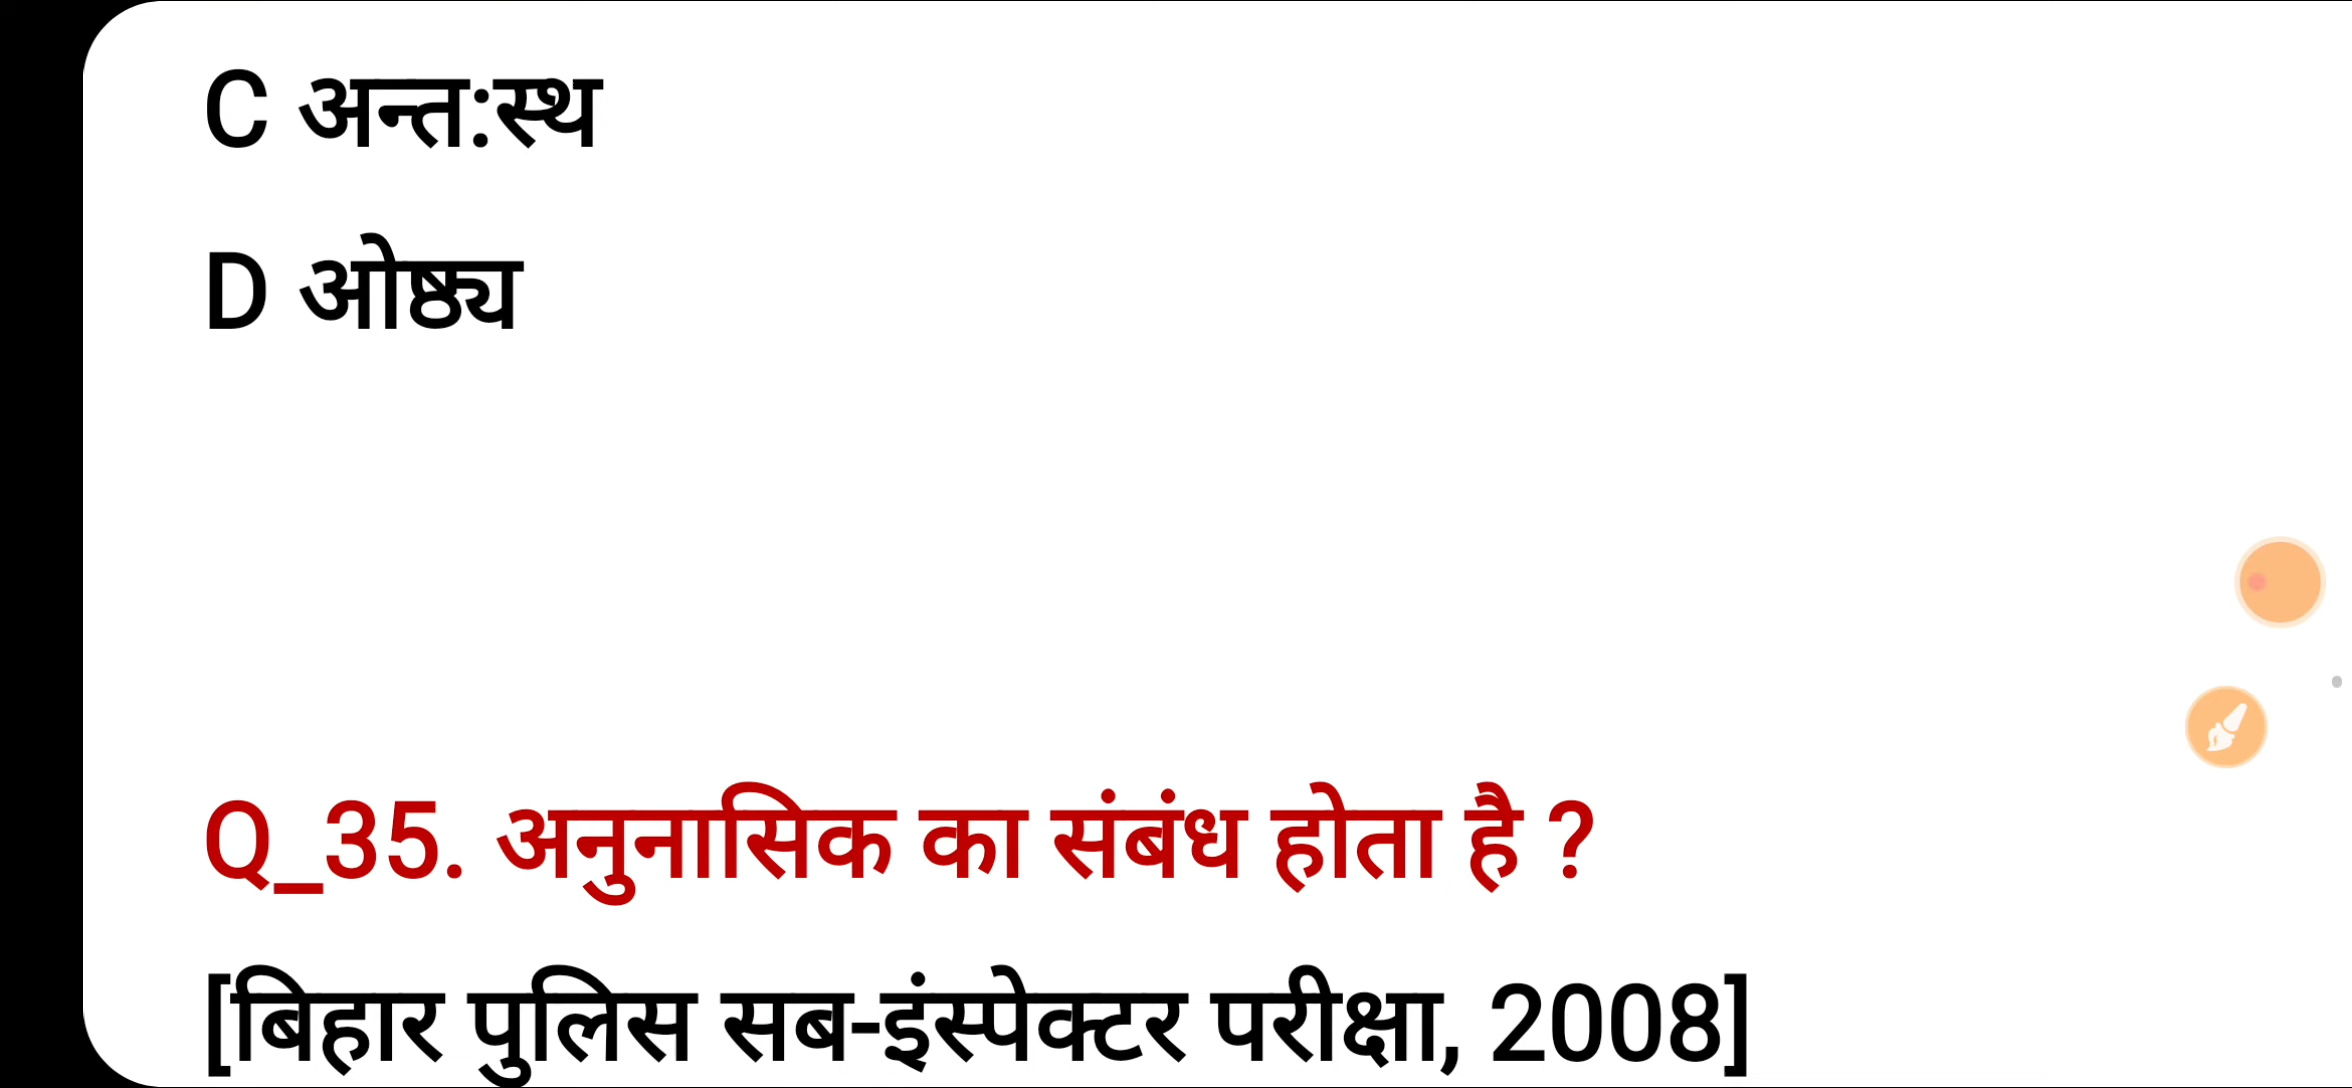 C अन्त:स्थ
D ओष्ठ्य
Q_35. अनुनासिक का संबंध होता है ?
[बिहार पुलिस सब-इंस्पेक्टर परीक्षा, 2008]